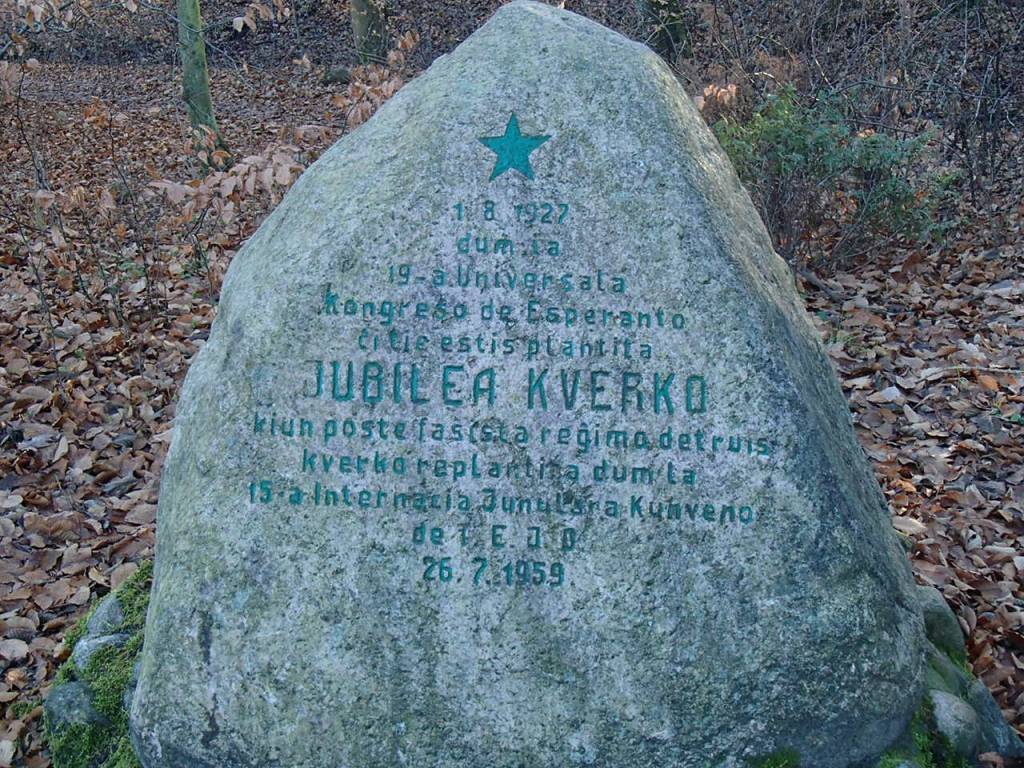 1 8 1927
dum la
19-a Universala
Kongreso de Esperanto
ĉi tie estis plantita
JUBILEA KVERKO
kiun poste fasista reĝimo detruis
kverko replantita dum la
15-a Internacia Junulara Kunveno
de T. E. J. O
26. 7. 1959